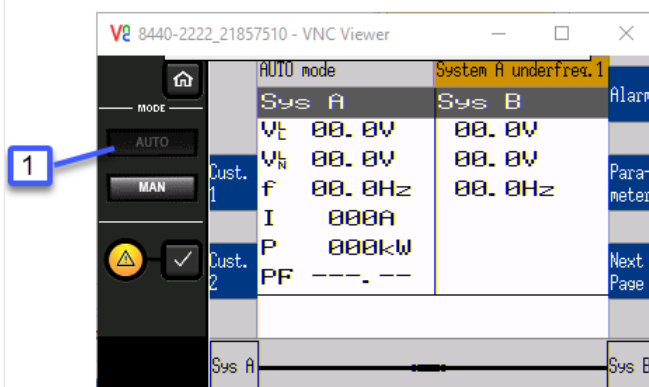 8440-2222_21857510 - VNC Viewer
AUTO mode
System A underfreq.1
MODE
AUTO
MAN
1
Sys A
Sys B
Alarm
VLL 00.0V 00.0V
VLN 00.0V 00.0V
f 00.0Hz 00.0Hz
I 000A
P 000kW
PF ---.--
Cust.
1
Cust.
2
Para-
meter
Next
Page
Sys A
Sys B